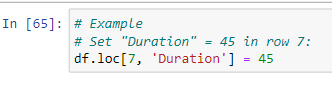 In [65]: # Example
# Set "Duration" = 45 in row 7:
df.loc[7, 'Duration'] = 45